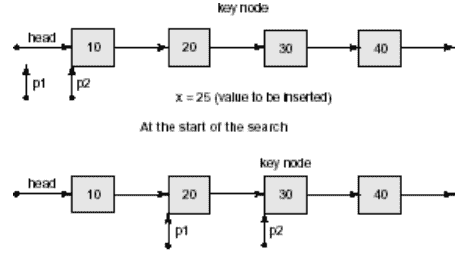 key node
head 10 20 30 40
p1 p2
x = 25 (value to be inserted)
At the start of the search
key node
head 10 20 30 40
p1 p2